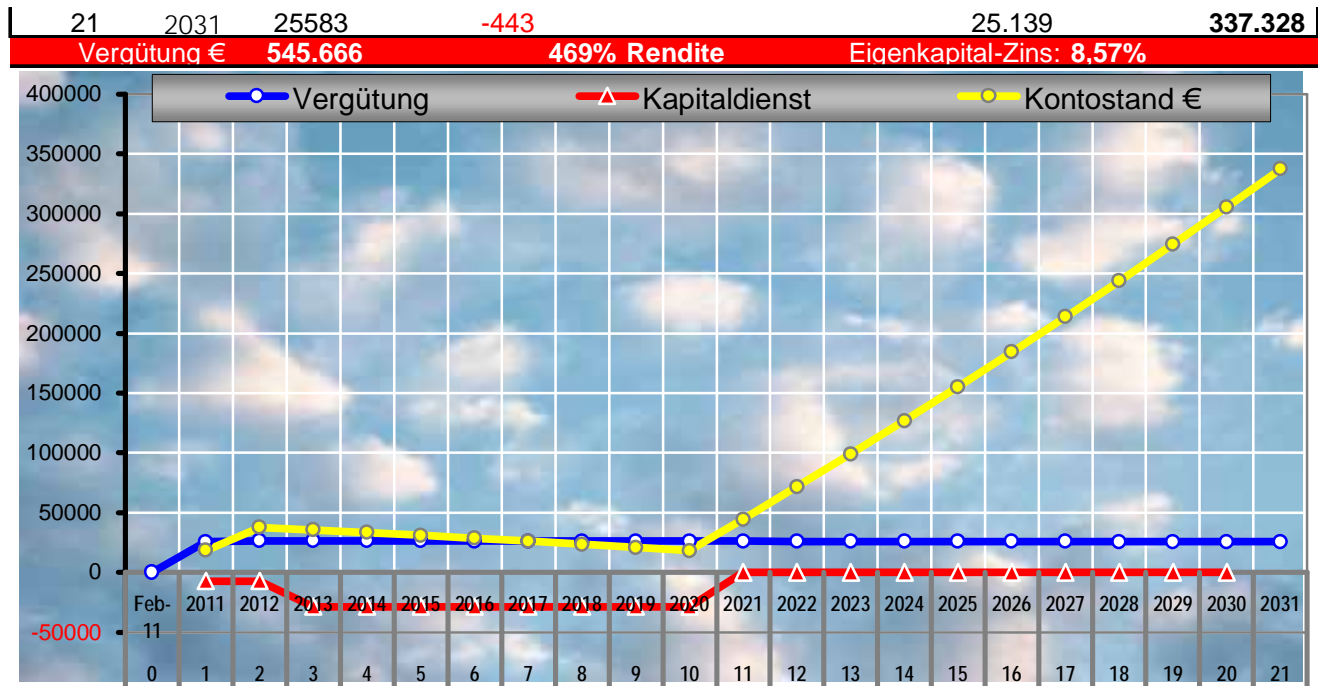 21 2031 25583 -443 25.139 337.328
Vergütung € 545.666 469% Rendite Eigenkapital-Zins: 8,57%
Vergütung Kapitaldienst Kontostand €
400000
350000
300000
250000
200000
150000
100000
50000
0
-50000
Feb-11 2011 2012 2013 2014 2015 2016 2017 2018 2019 2020 2021 2022 2023 2024 2025 2026 2027 2028 2029 2030 2031
0 1 2 3 4 5 6 7 8 9 10 11 12 13 14 15 16 17 18 19 20 21